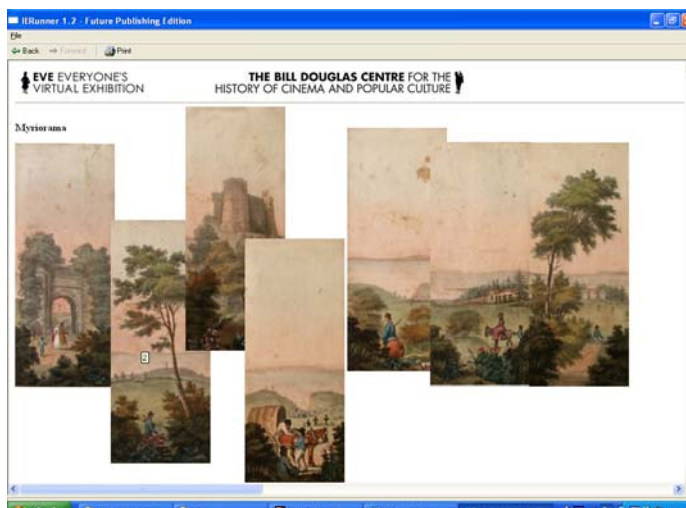 IERunner 1.2 - Future Publishing Edition
File
Back Forward Print
EVE EVERYONE'S
VIRTUAL EXHIBITION
THE BILL DOUGLAS CENTRE FOR THE
HISTORY OF CINEMA AND POPULAR CULTURE
Myriorama
2